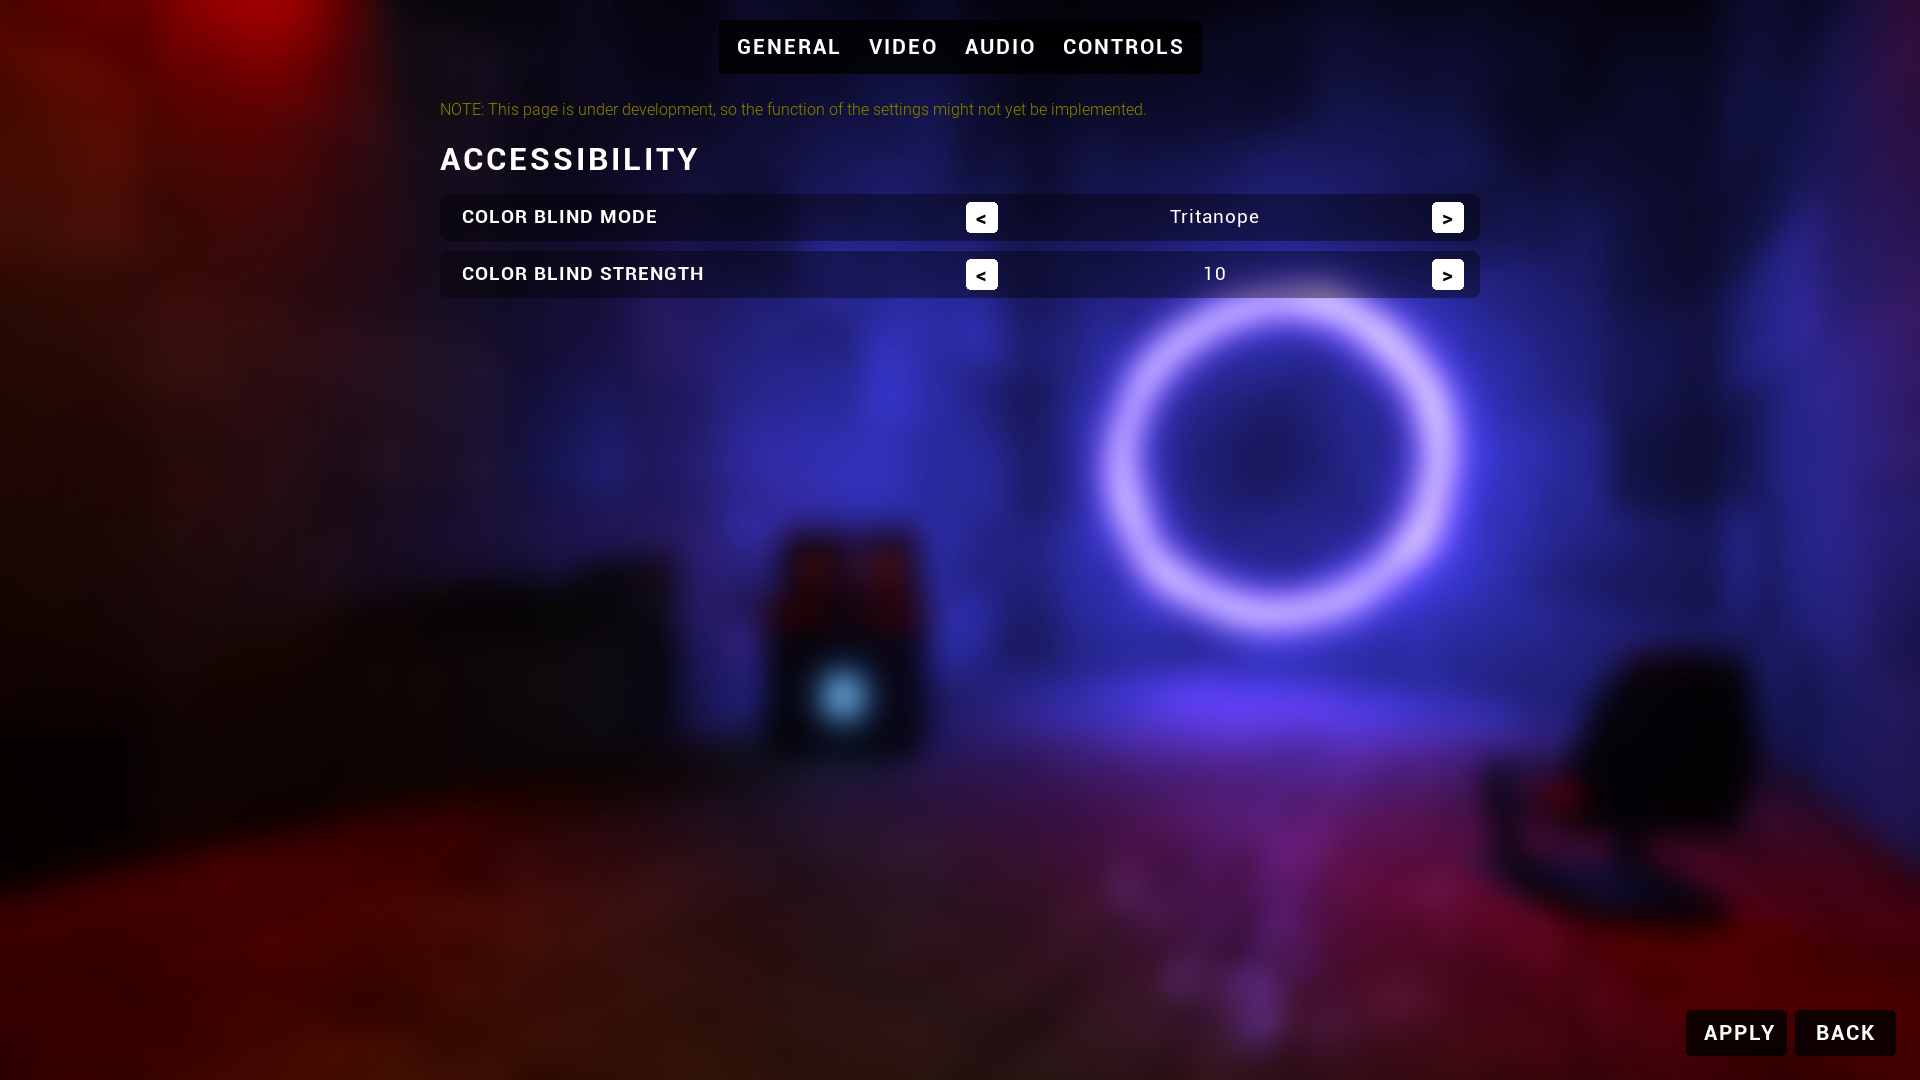 GENERAL VIDEO AUDIO CONTROLS
NOTE: This page is under development, so the function of the settings might not yet be implemented.
ACCESSIBILITY
COLOR BLIND MODE < Tritanope >
COLOR BLIND STRENGTH < 10 >
APPLY BACK